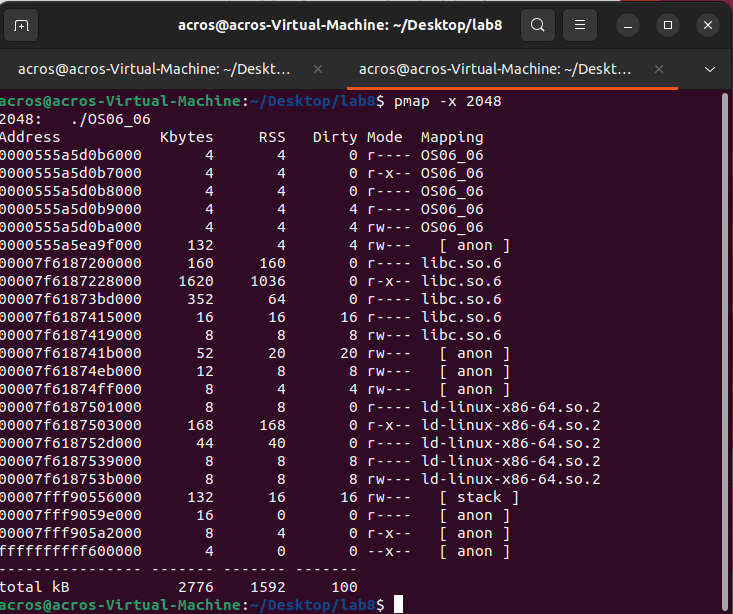 acros@acros-Virtual-Machine: ~/Desktop/lab8
acros@acros-Virtual-Machine: ~/Deskt... × acros@acros-Virtual-Machine: ~/Deskt... ×
acros@acros-Virtual-Machine:~/Desktop/lab8$ pmap -x 2048
2048:   ./OS06_06
Address           Kbytes     RSS   Dirty Mode  Mapping
0000555a5d0b6000       4       4       0 r---- OS06_06
0000555a5d0b7000       4       4       0 r-x-- OS06_06
0000555a5d0b8000       4       4       0 r---- OS06_06
0000555a5d0b9000       4       4       4 r---- OS06_06
0000555a5d0ba000       4       4       4 rw--- OS06_06
0000555a5ea9f000     132       4       4 rw---   [ anon ]
00007f6187200000     160     160       0 r---- libc.so.6
00007f6187228000    1620    1036       0 r-x-- libc.so.6
00007f61873bd000     352      64       0 r---- libc.so.6
00007f6187415000      16      16      16 r---- libc.so.6
00007f6187419000       8       8       8 rw--- libc.so.6
00007f618741b000      52      20      20 rw---   [ anon ]
00007f61874eb000      12       8       8 rw---   [ anon ]
00007f61874ff000       8       4       4 rw---   [ anon ]
00007f6187501000       8       8       0 r---- ld-linux-x86-64.so.2
00007f6187503000     168     168       0 r-x-- ld-linux-x86-64.so.2
00007f618752d000      44      40       0 r---- ld-linux-x86-64.so.2
00007f6187539000       8       8       8 r---- ld-linux-x86-64.so.2
00007f618753b000       8       8       8 rw--- ld-linux-x86-64.so.2
00007fff90556000     132      16      16 rw---   [ stack ]
00007fff9059e000      16       0       0 r----   [ anon ]
00007fff905a2000       8       4       0 r-x--   [ anon ]
ffffffffff600000       4       0       0 --x--   [ anon ]
---------------- ------- ------- -------
total kB            2776    1592     100
acros@acros-Virtual-Machine:~/Desktop/lab8$